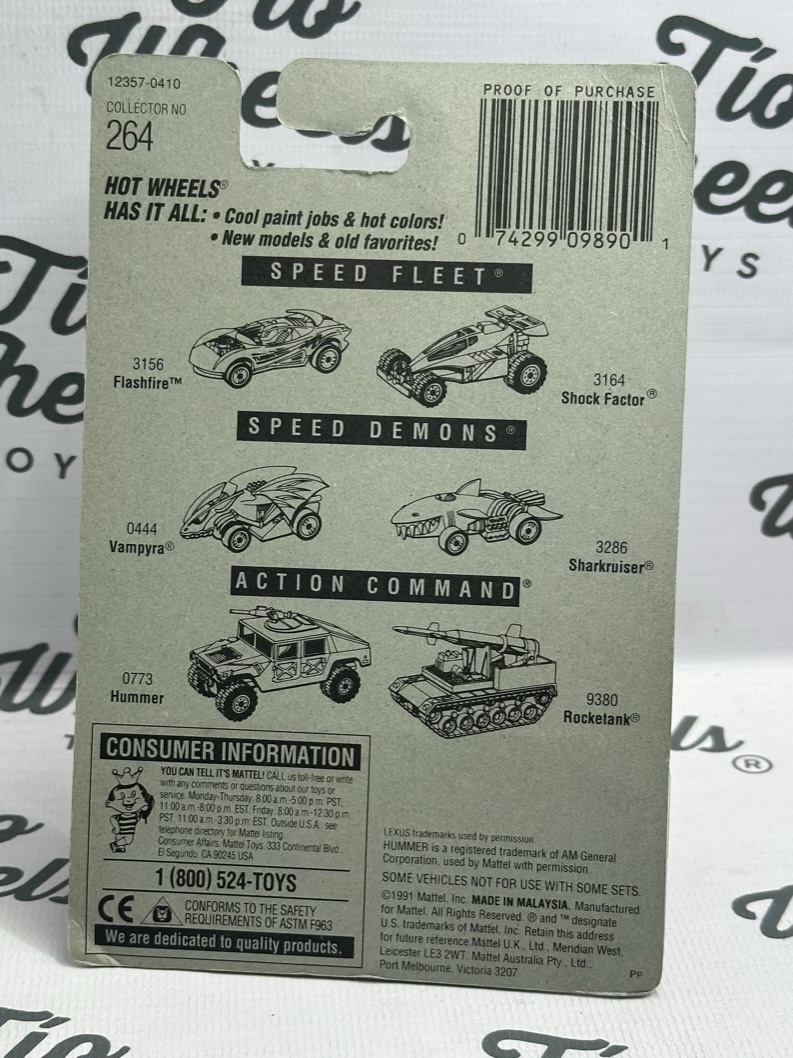 12357-0410
COLLECTOR NO
264
PROOF OF PURCHASE
0 74299 09890 1
HOT WHEELS®
HAS IT ALL: • Cool paint jobs & hot colors!
• New models & old favorites!
SPEED FLEET®
3156
Flashfire™
3164
Shock Factor®
SPEED DEMONS®
0444
Vampyra®
3286
Sharkruiser®
ACTION COMMAND®
0773
Hummer
9380
Rocketank®
CONSUMER INFORMATION
YOU CAN TELL IT'S MATTEL! CALL us toll-free or write
with any comments or questions about our toys or
service. Monday-Thursday, 8:00 a.m.-5:00 p.m. PST,
11:00 a.m.-8:00 p.m. EST. Friday, 8:00 a.m.-12:30 p.m.
PST, 11:00 a.m.-3:30 p.m. EST. Outside U.S.A., see
telephone directory for Mattel listing.
Consumer Affairs, Mattel Toys, 333 Continental Blvd.,
El Segundo, CA 90245 USA
1 (800) 524-TOYS
CE
CONFORMS TO THE SAFETY
REQUIREMENTS OF ASTM F963
We are dedicated to quality products.
LEXUS trademarks used by permission.
HUMMER is a registered trademark of AM General
Corporation, used by Mattel with permission.
SOME VEHICLES NOT FOR USE WITH SOME SETS.
©1991 Mattel, Inc. MADE IN MALAYSIA. Manufactured
for Mattel. All Rights Reserved. ® and ™ designate
U.S. trademarks of Mattel, Inc. Retain this address
for future reference: Mattel U.K., Ltd., Meridian West,
Leicester LE3 2WT. Mattel Australia Pty., Ltd.,
Port Melbourne, Victoria 3207.
PP